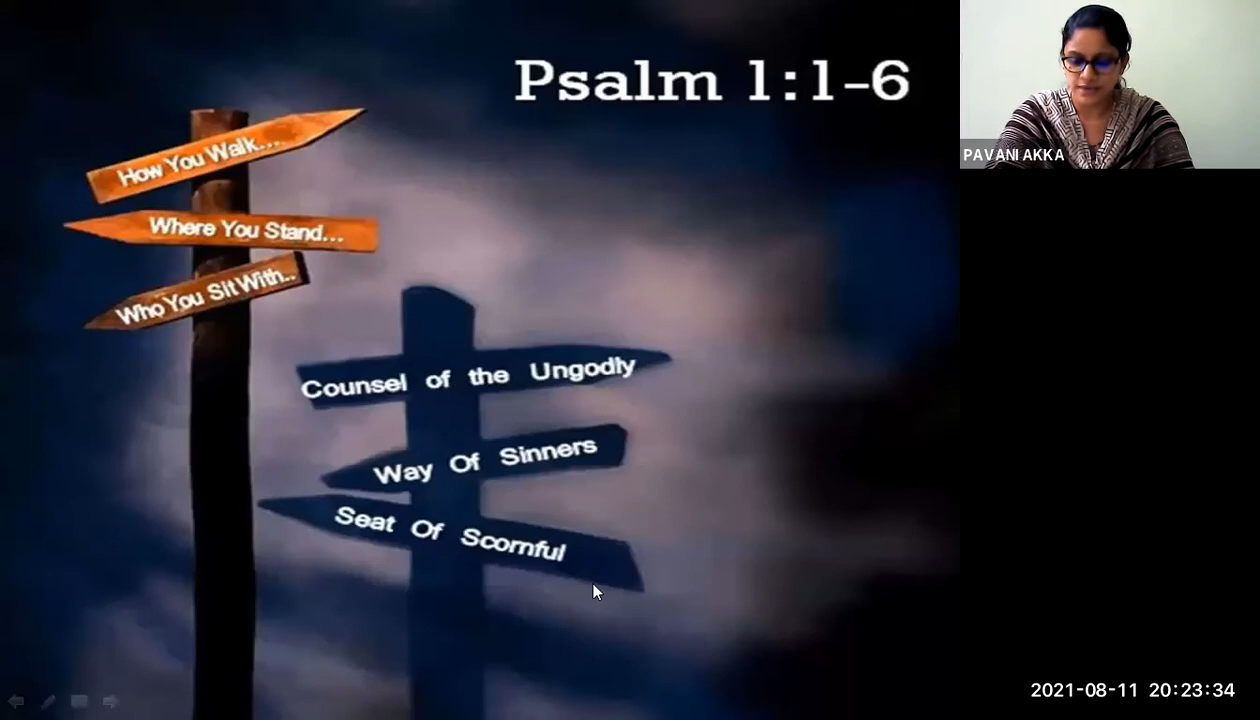 Psalm 1:1-6
How You Walk...
Where You Stand...
Who You Sit With..
Counsel of the Ungodly
Way Of Sinners
Seat Of Scornful
PAVANI AKKA
2021-08-11 20:23:34